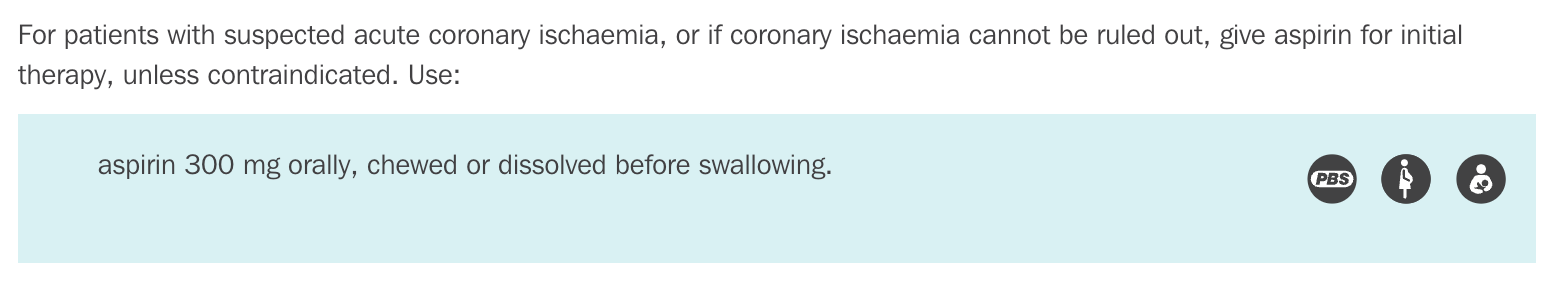 For patients with suspected acute coronary ischaemia, or if coronary ischaemia cannot be ruled out, give aspirin for initial
therapy, unless contraindicated. Use:
aspirin 300 mg orally, chewed or dissolved before swallowing.
PBS